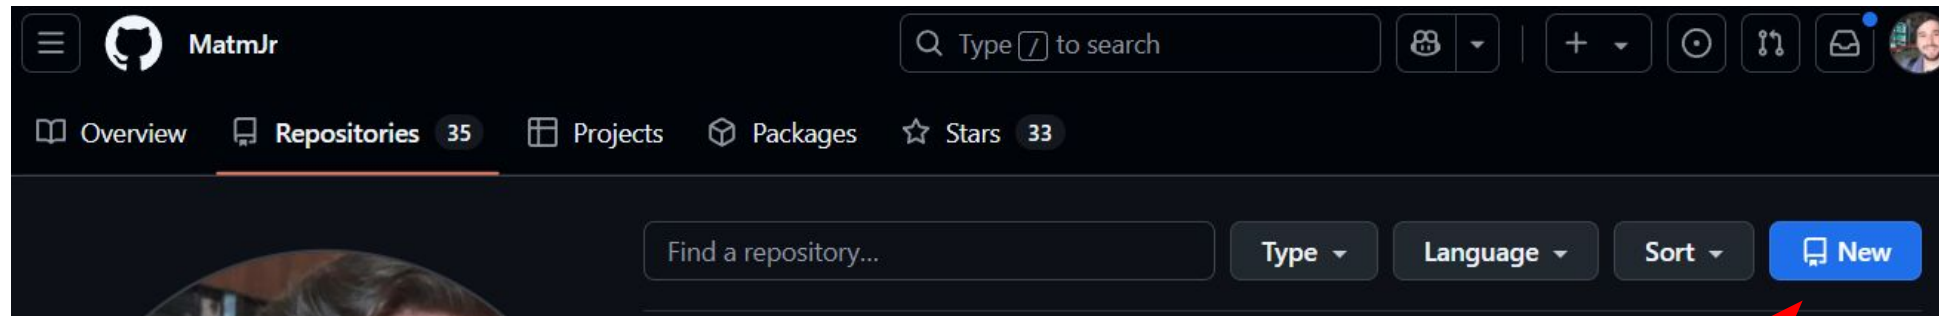 MatmJr Type / to search
Overview Repositories 35 Projects Packages Stars 33
Find a repository... Type Language Sort New